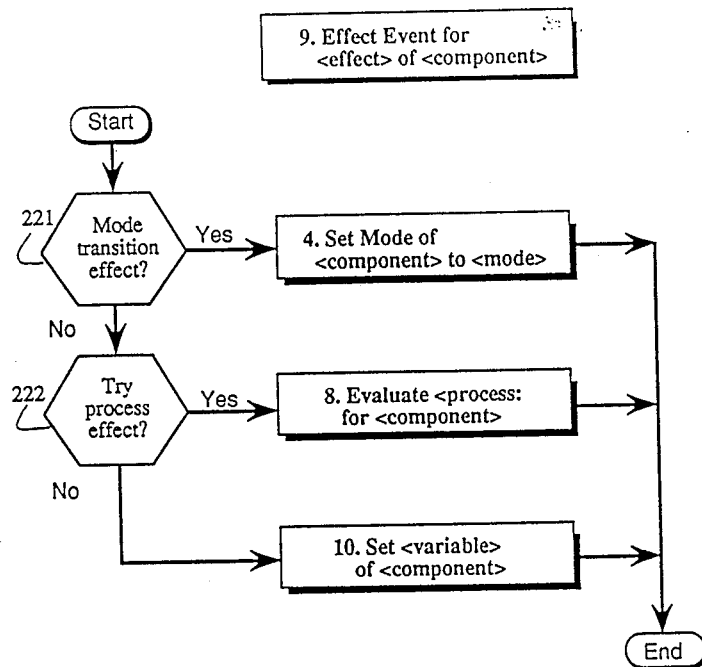 9. Effect Event for
<effect> of <component>
Start
221
Mode
transition
effect?
Yes
4. Set Mode of
<component> to <mode>
No
222
Try
process
effect?
Yes
8. Evaluate <process:
for <component>
No
10. Set <variable>
of <component>
End